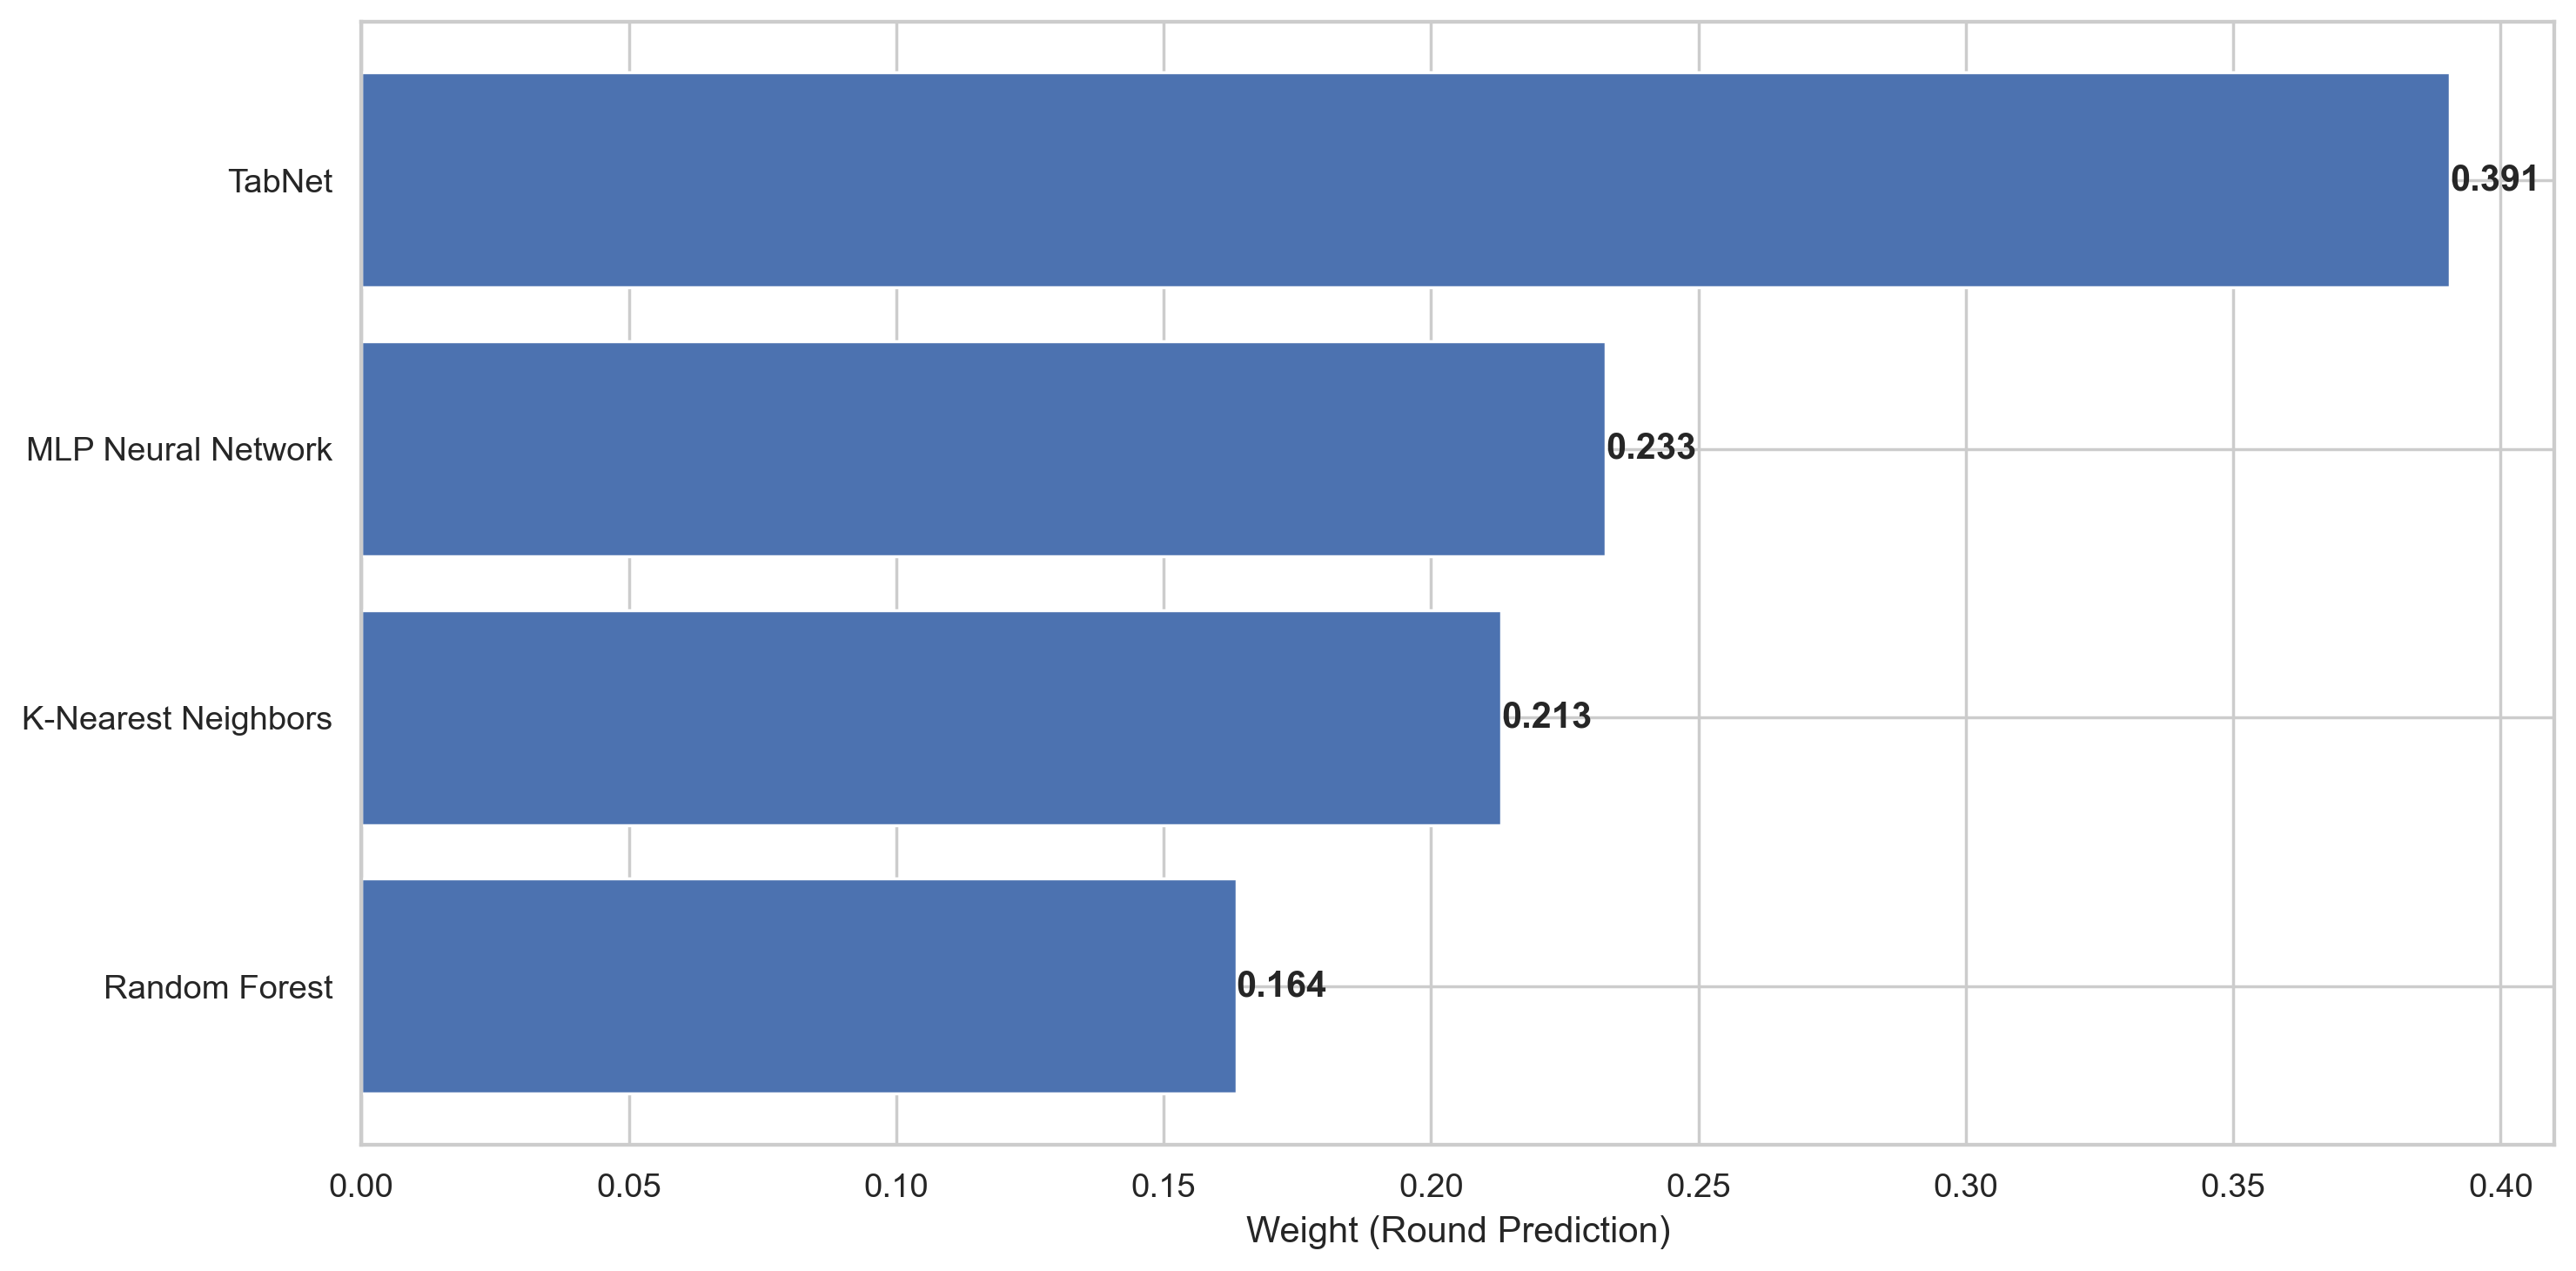 TabNet
0.391
MLP Neural Network
0.233
K-Nearest Neighbors
0.213
Random Forest
0.164
0.00 0.05 0.10 0.15 0.20 0.25 0.30 0.35 0.40
Weight (Round Prediction)